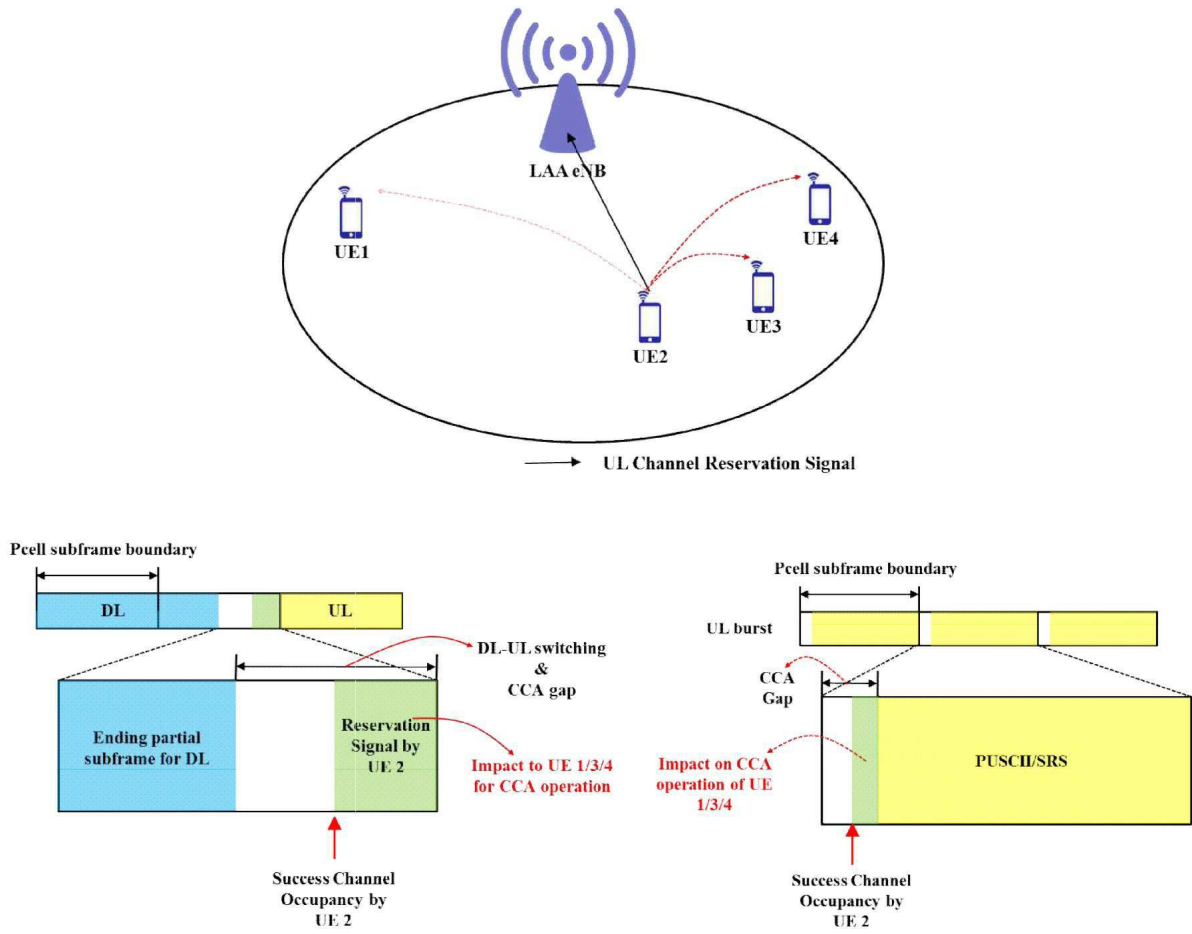 LAA eNB
UE1
UE4
UE3
UE2
UL Channel Reservation Signal
Pcell subframe boundary
DL
UL
DL-UL switching
&
CCA gap
Ending partial
subframe for DL
Reservation
Signal by
UE 2
Impact to UE 1/3/4
for CCA operation
Success Channel
Occupancy by
UE 2
Pcell subframe boundary
UL burst
CCA
Gap
Impact on CCA
operation of UE
1/3/4
PUSCII/SRS
Success Channel
Occupancy by
UE 2